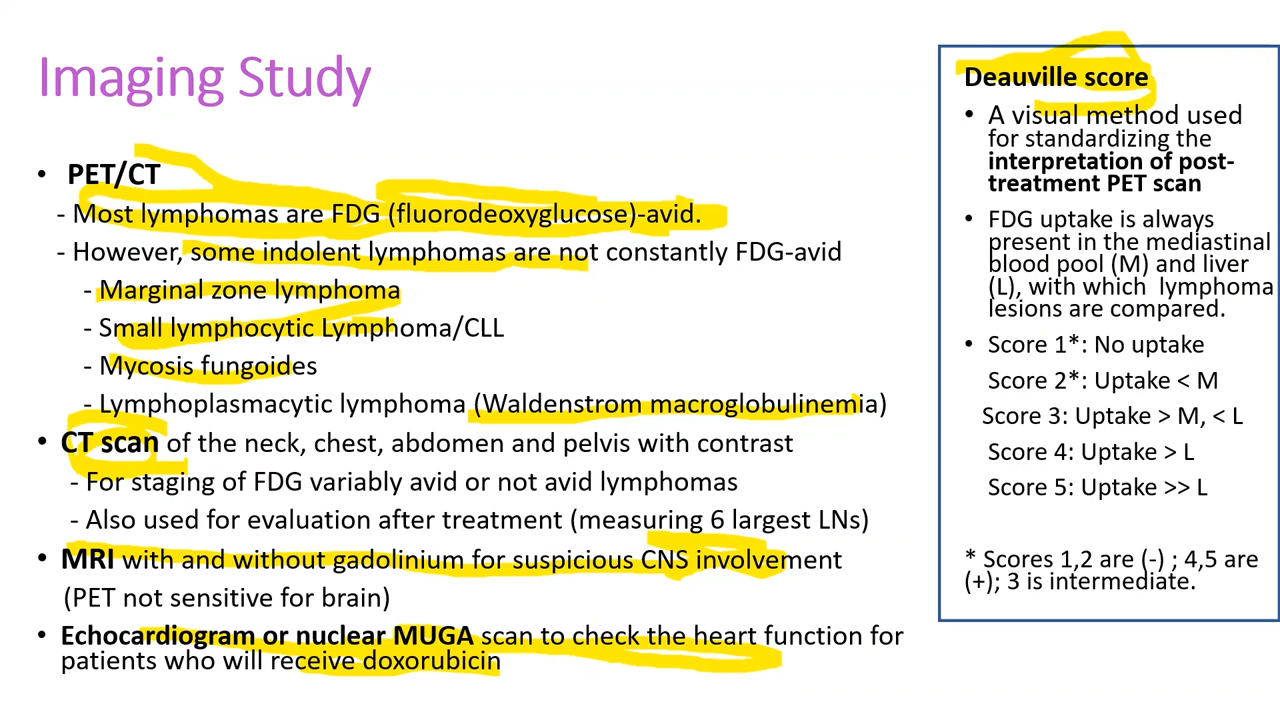 Imaging Study
• PET/CT
- Most lymphomas are FDG (fluorodeoxyglucose)-avid.
- However, some indolent lymphomas are not constantly FDG-avid
- Marginal zone lymphoma
- Small lymphocytic Lymphoma/CLL
- Mycosis fungoides
- Lymphoplasmacytic lymphoma (Waldenstrom macroglobulinemia)
• CT scan of the neck, chest, abdomen and pelvis with contrast
- For staging of FDG variably avid or not avid lymphomas
- Also used for evaluation after treatment (measuring 6 largest LNs)
• MRI with and without gadolinium for suspicious CNS involvement
(PET not sensitive for brain)
• Echocardiogram or nuclear MUGA scan to check the heart function for
patients who will receive doxorubicin
Deauville score
• A visual method used
for standardizing the
interpretation of post-
treatment PET scan
• FDG uptake is always
present in the mediastinal
blood pool (M) and liver
(L), with which lymphoma
lesions are compared.
• Score 1*: No uptake
Score 2*: Uptake < M
Score 3: Uptake > M, < L
Score 4: Uptake > L
Score 5: Uptake >> L
* Scores 1,2 are (-) ; 4,5 are
(+); 3 is intermediate.